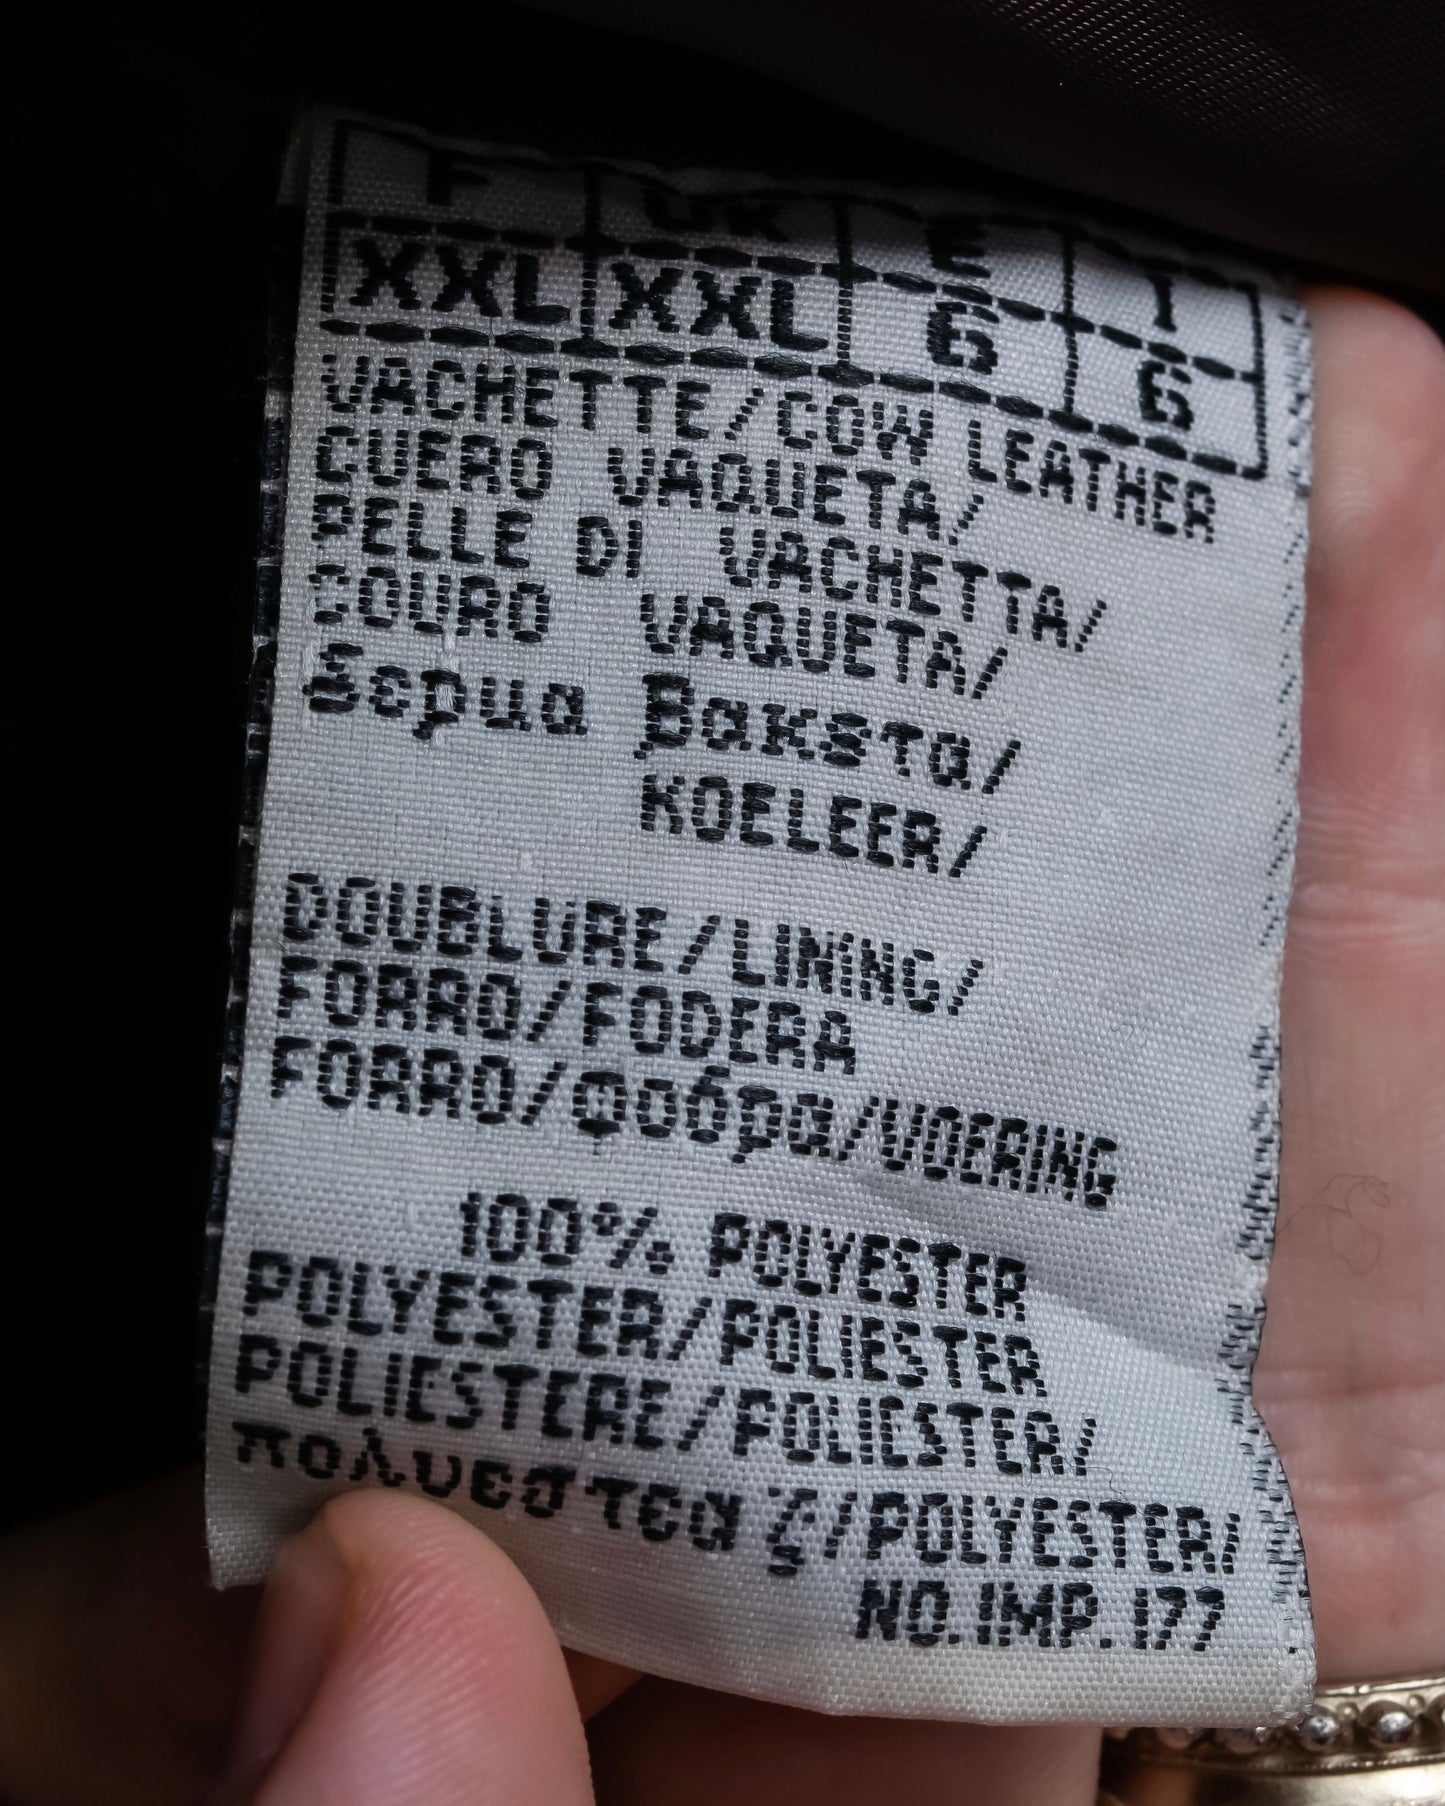 F UK E I
XXL XXL 6 6
VACHETTE/COW LEATHER
CUERO VAQUETA/
PELLE DI VACHETTA/
COURO VAQUETA/
δερμα βακετα/
KOELEER/
DOUBLURE/LINING/
FORRO/FODERA
FORRO/φοδρα/VOERING
100% POLYESTER
POLYESTER/POLIESTER
POLIESTERE/POLIESTER/
πολυεστερας/POLYESTER/
NO.IMP.177